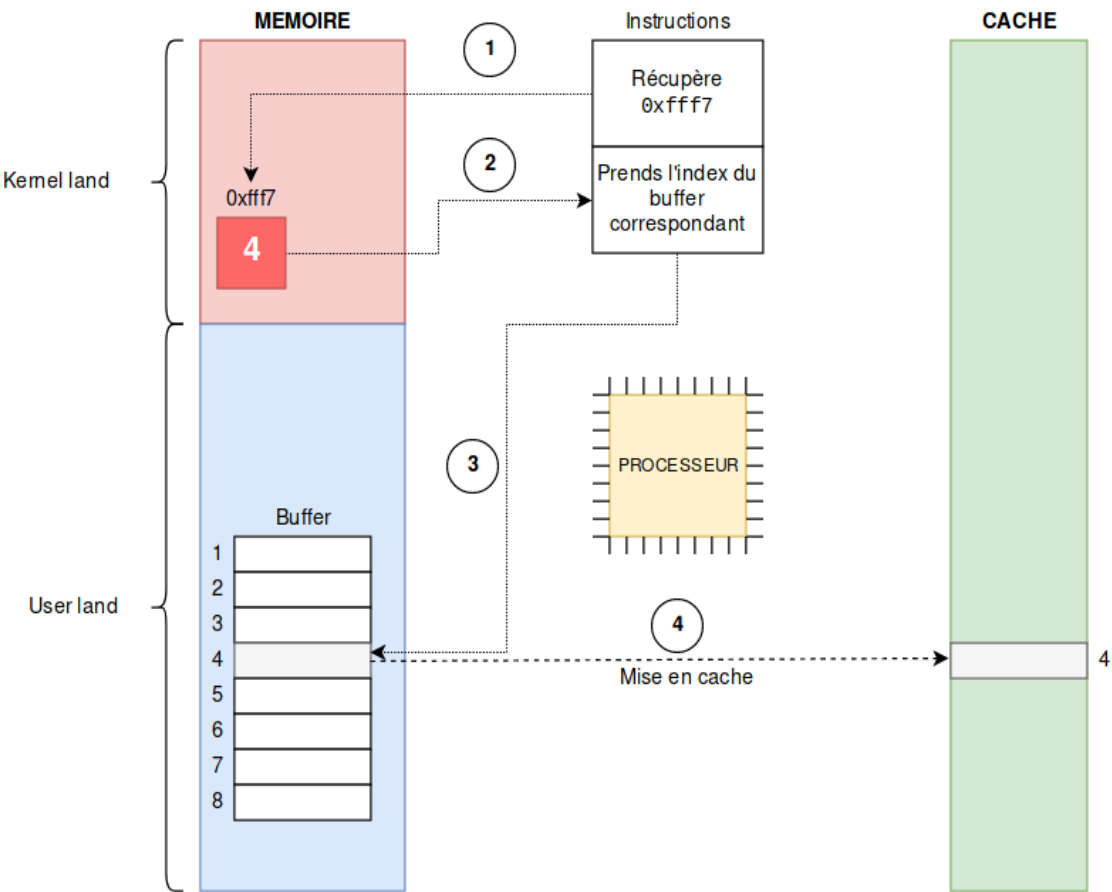 MEMOIRE
Instructions
CACHE
1
Récupère
0xfff7
2
Prends l'index du
buffer
correspondant
Kernel land
0xfff7
4
3
PROCESSEUR
Buffer
1
2
3
4
5
6
7
8
User land
4
Mise en cache
4